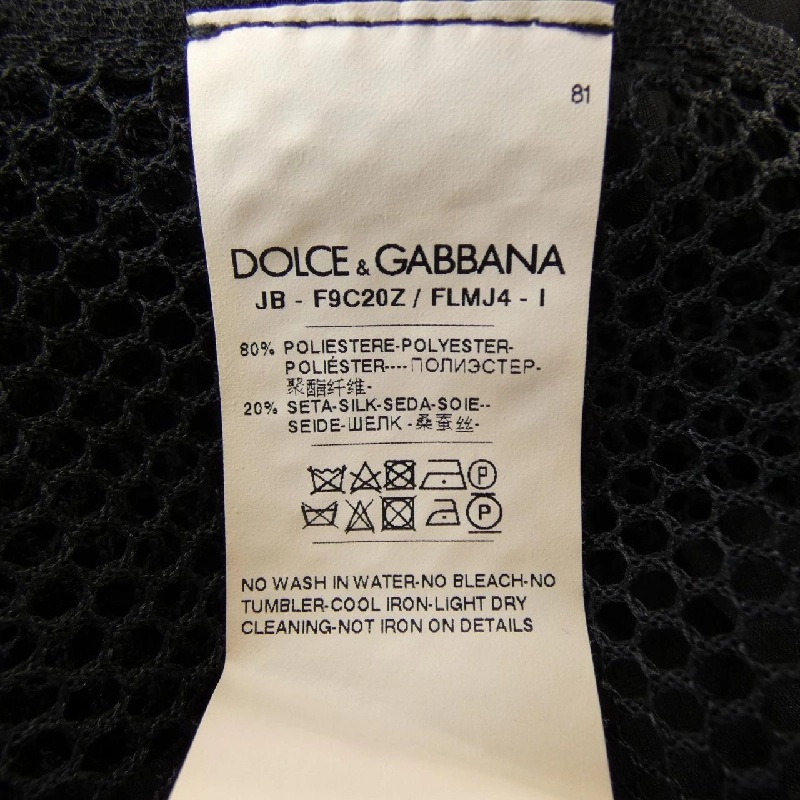 81
DOLCE & GABBANA
JB - F9C20Z / FLMJ4 - I
80% POLIESTERE-POLYESTER-
POLIÉSTER----ПОЛИЭСТЕР-
聚酯纤维-
20% SETA-SILK-SEDA-SOIE--
SEIDE-ШЕЛК -桑蚕丝-
P
P
NO WASH IN WATER-NO BLEACH-NO
TUMBLER-COOL IRON-LIGHT DRY
CLEANING-NOT IRON ON DETAILS